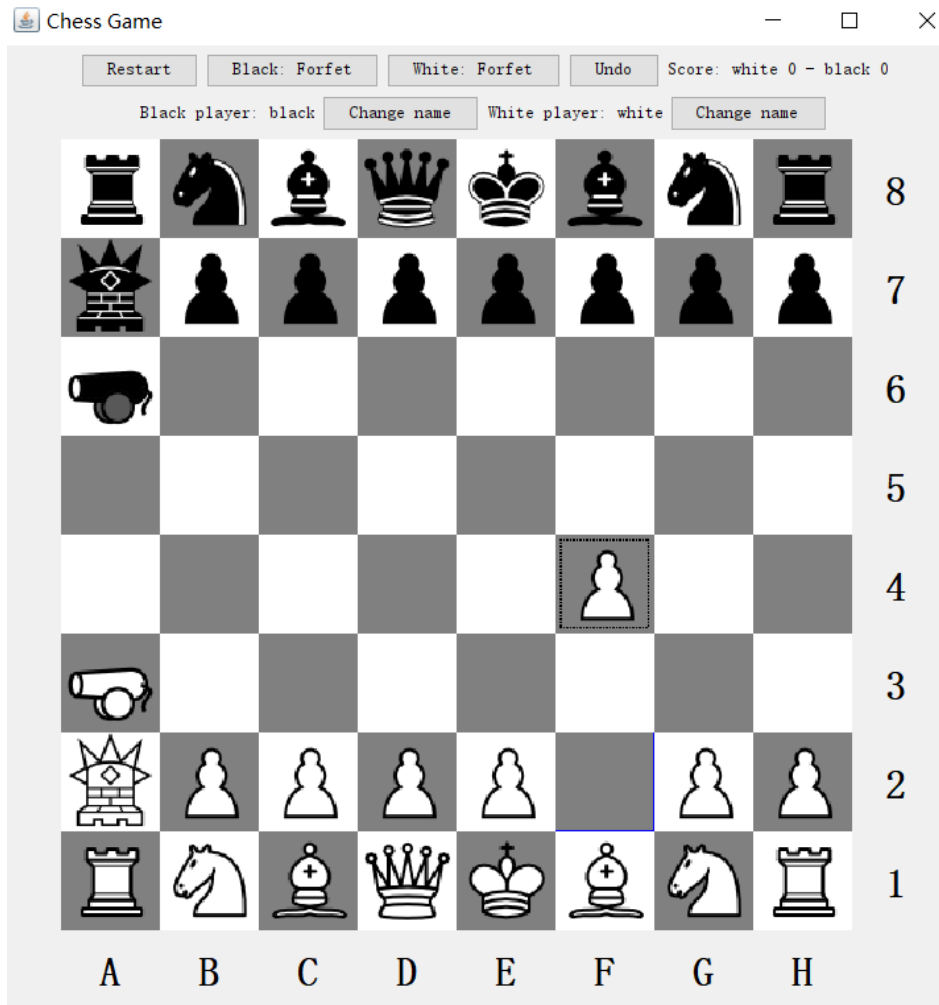 Chess Game
Restart Black: Forfet White: Forfet Undo Score: white 0 - black 0
Black player: black Change name White player: white Change name
8
7
6
5
4
3
2
1
A B C D E F G H